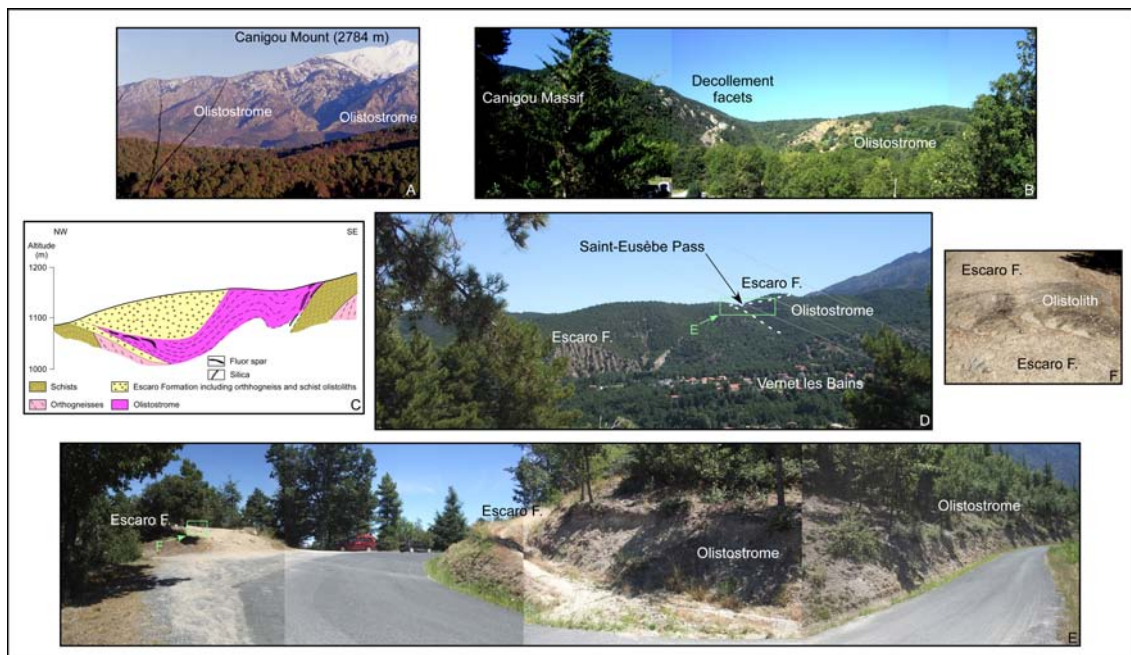 Canigou Mount (2784 m)
Olistostrome
Olistostrome
A
Canigou Massif
Decollement
facets
Olistostrome
B
NW
SE
Altitude
(m)
1200
1100
1000
Fluor spar
Silica
Schists
Escaro Formation including orthhogneiss and schist olistoliths
Orthogneisses
Olistostrome
C
Saint-Eusèbe Pass
Escaro F.
Olistostrome
E
Escaro F.
Vernet les Bains
D
Escaro F.
Olistolith
Escaro F.
F
Escaro F.
F
Escaro F.
Olistostrome
Olistostrome
E